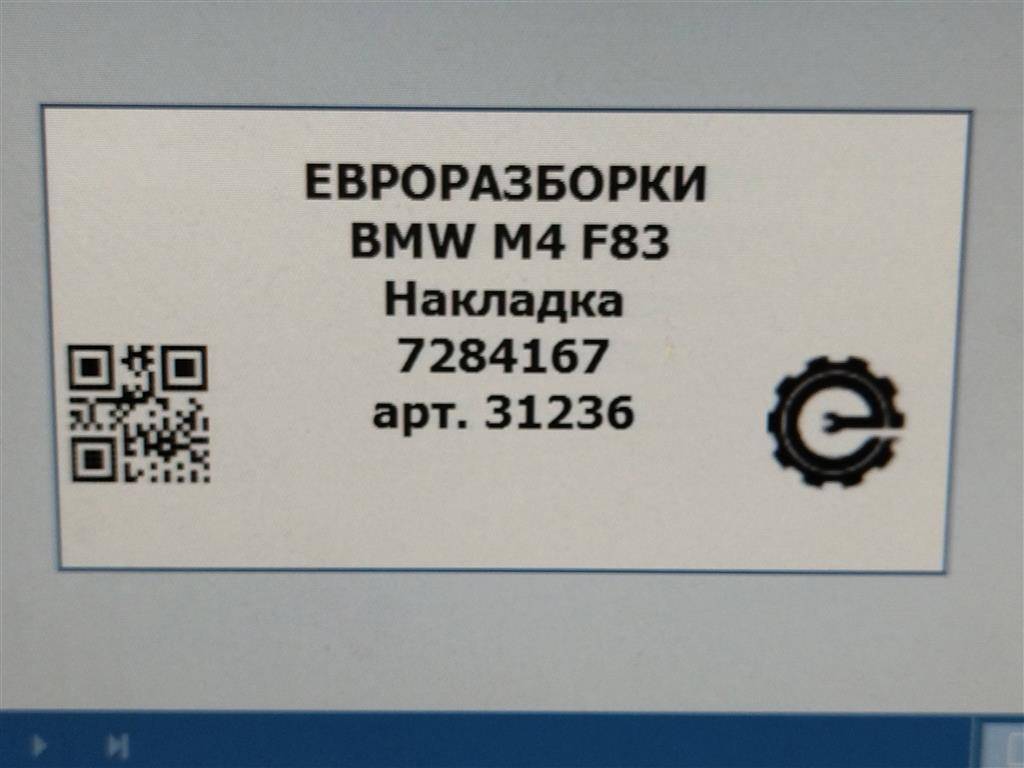 ЕВРОРАЗБОРКИ
BMW M4 F83
Накладка
7284167
арт. 31236